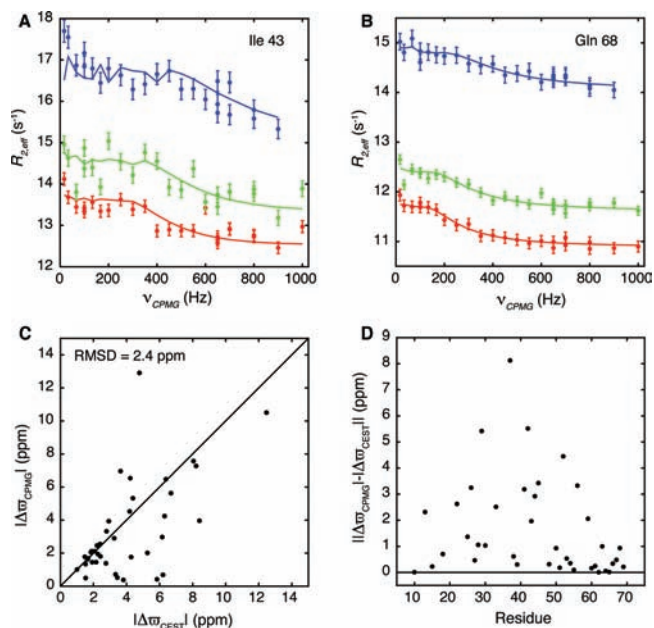 A
Ile 43
18
17
16
15
14
13
12
R2,eff (s-1)
0 200 400 600 800 1000
νCPMG (Hz)
B
Gln 68
15
14
13
12
11
R2,eff (s-1)
0 200 400 600 800 1000
νCPMG (Hz)
C
RMSD = 2.4 ppm
14
12
10
8
6
4
2
0
|Δϖ CPMG| (ppm)
0 2 4 6 8 10 12 14
|Δϖ CEST| (ppm)
D
9
8
7
6
5
4
3
2
1
0
||Δϖ CPMG|-|Δϖ CEST|| (ppm)
10 20 30 40 50 60 70
Residue